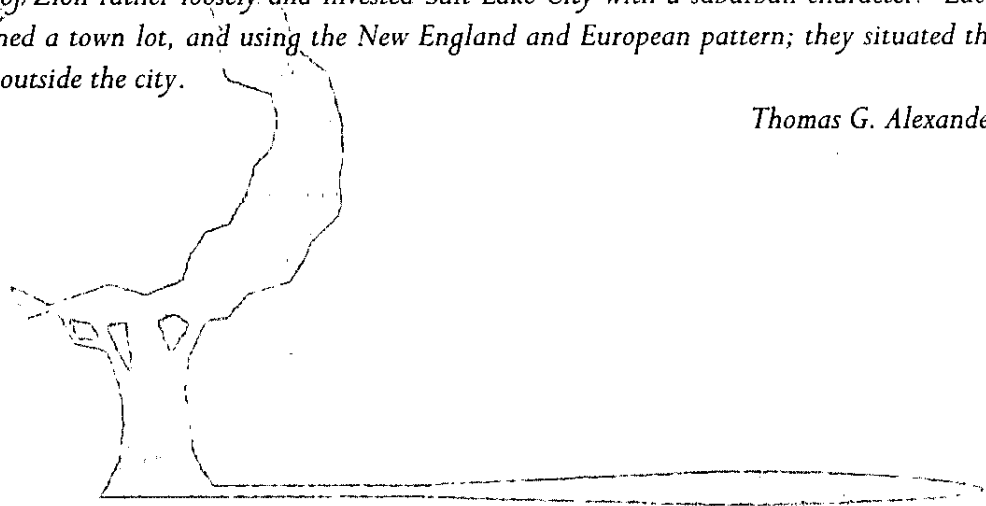 of Zion rather loosely and invested Salt Lake City with a suburban character.
ned a town lot, and using the New England and European pattern; they situated th
outside the city.
Thomas G. Alexande